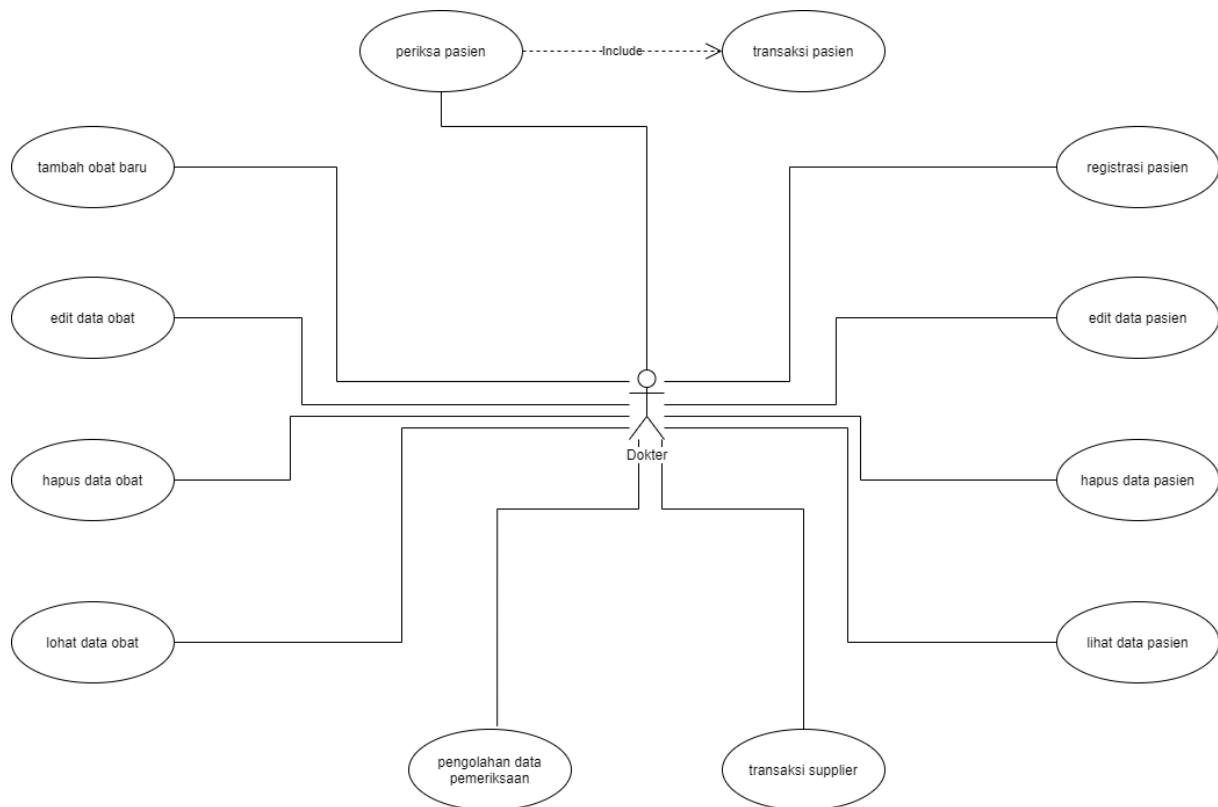 periksa pasien
Include
transaksi pasien
tambah obat baru
registrasi pasien
edit data obat
edit data pasien
Dokter
hapus data obat
hapus data pasien
lohat data obat
lihat data pasien
pengolahan data
pemeriksaan
transaksi supplier